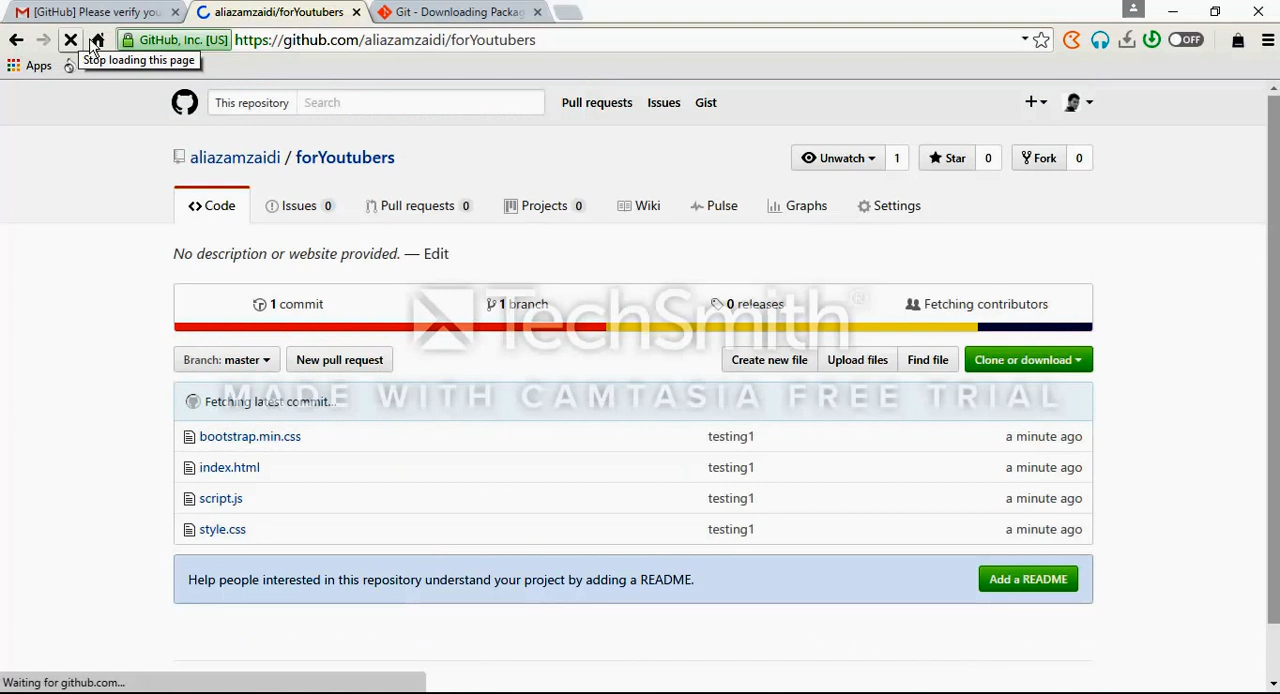 [GitHub] Please verify you
aliazamzaidi/forYoutubers
Git - Downloading Packag
GitHub, Inc. [US]
https://github.com/aliazamzaidi/forYoutubers
OFF
Apps
Stop loading this page
This repository
Search
Pull requests
Issues
Gist
aliazamzaidi / forYoutubers
Unwatch 1
Star 0
Fork 0
Code
Issues 0
Pull requests 0
Projects 0
Wiki
Pulse
Graphs
Settings
No description or website provided. — Edit
1 commit
1 branch
0 releases
Fetching contributors
TechSmith®
Branch: master
New pull request
Create new file
Upload files
Find file
Clone or download
MADE WITH CAMTASIA FREE TRIAL
Fetching latest commit...
bootstrap.min.css testing1 a minute ago
index.html testing1 a minute ago
script.js testing1 a minute ago
style.css testing1 a minute ago
Help people interested in this repository understand your project by adding a README.
Add a README
Waiting for github.com...